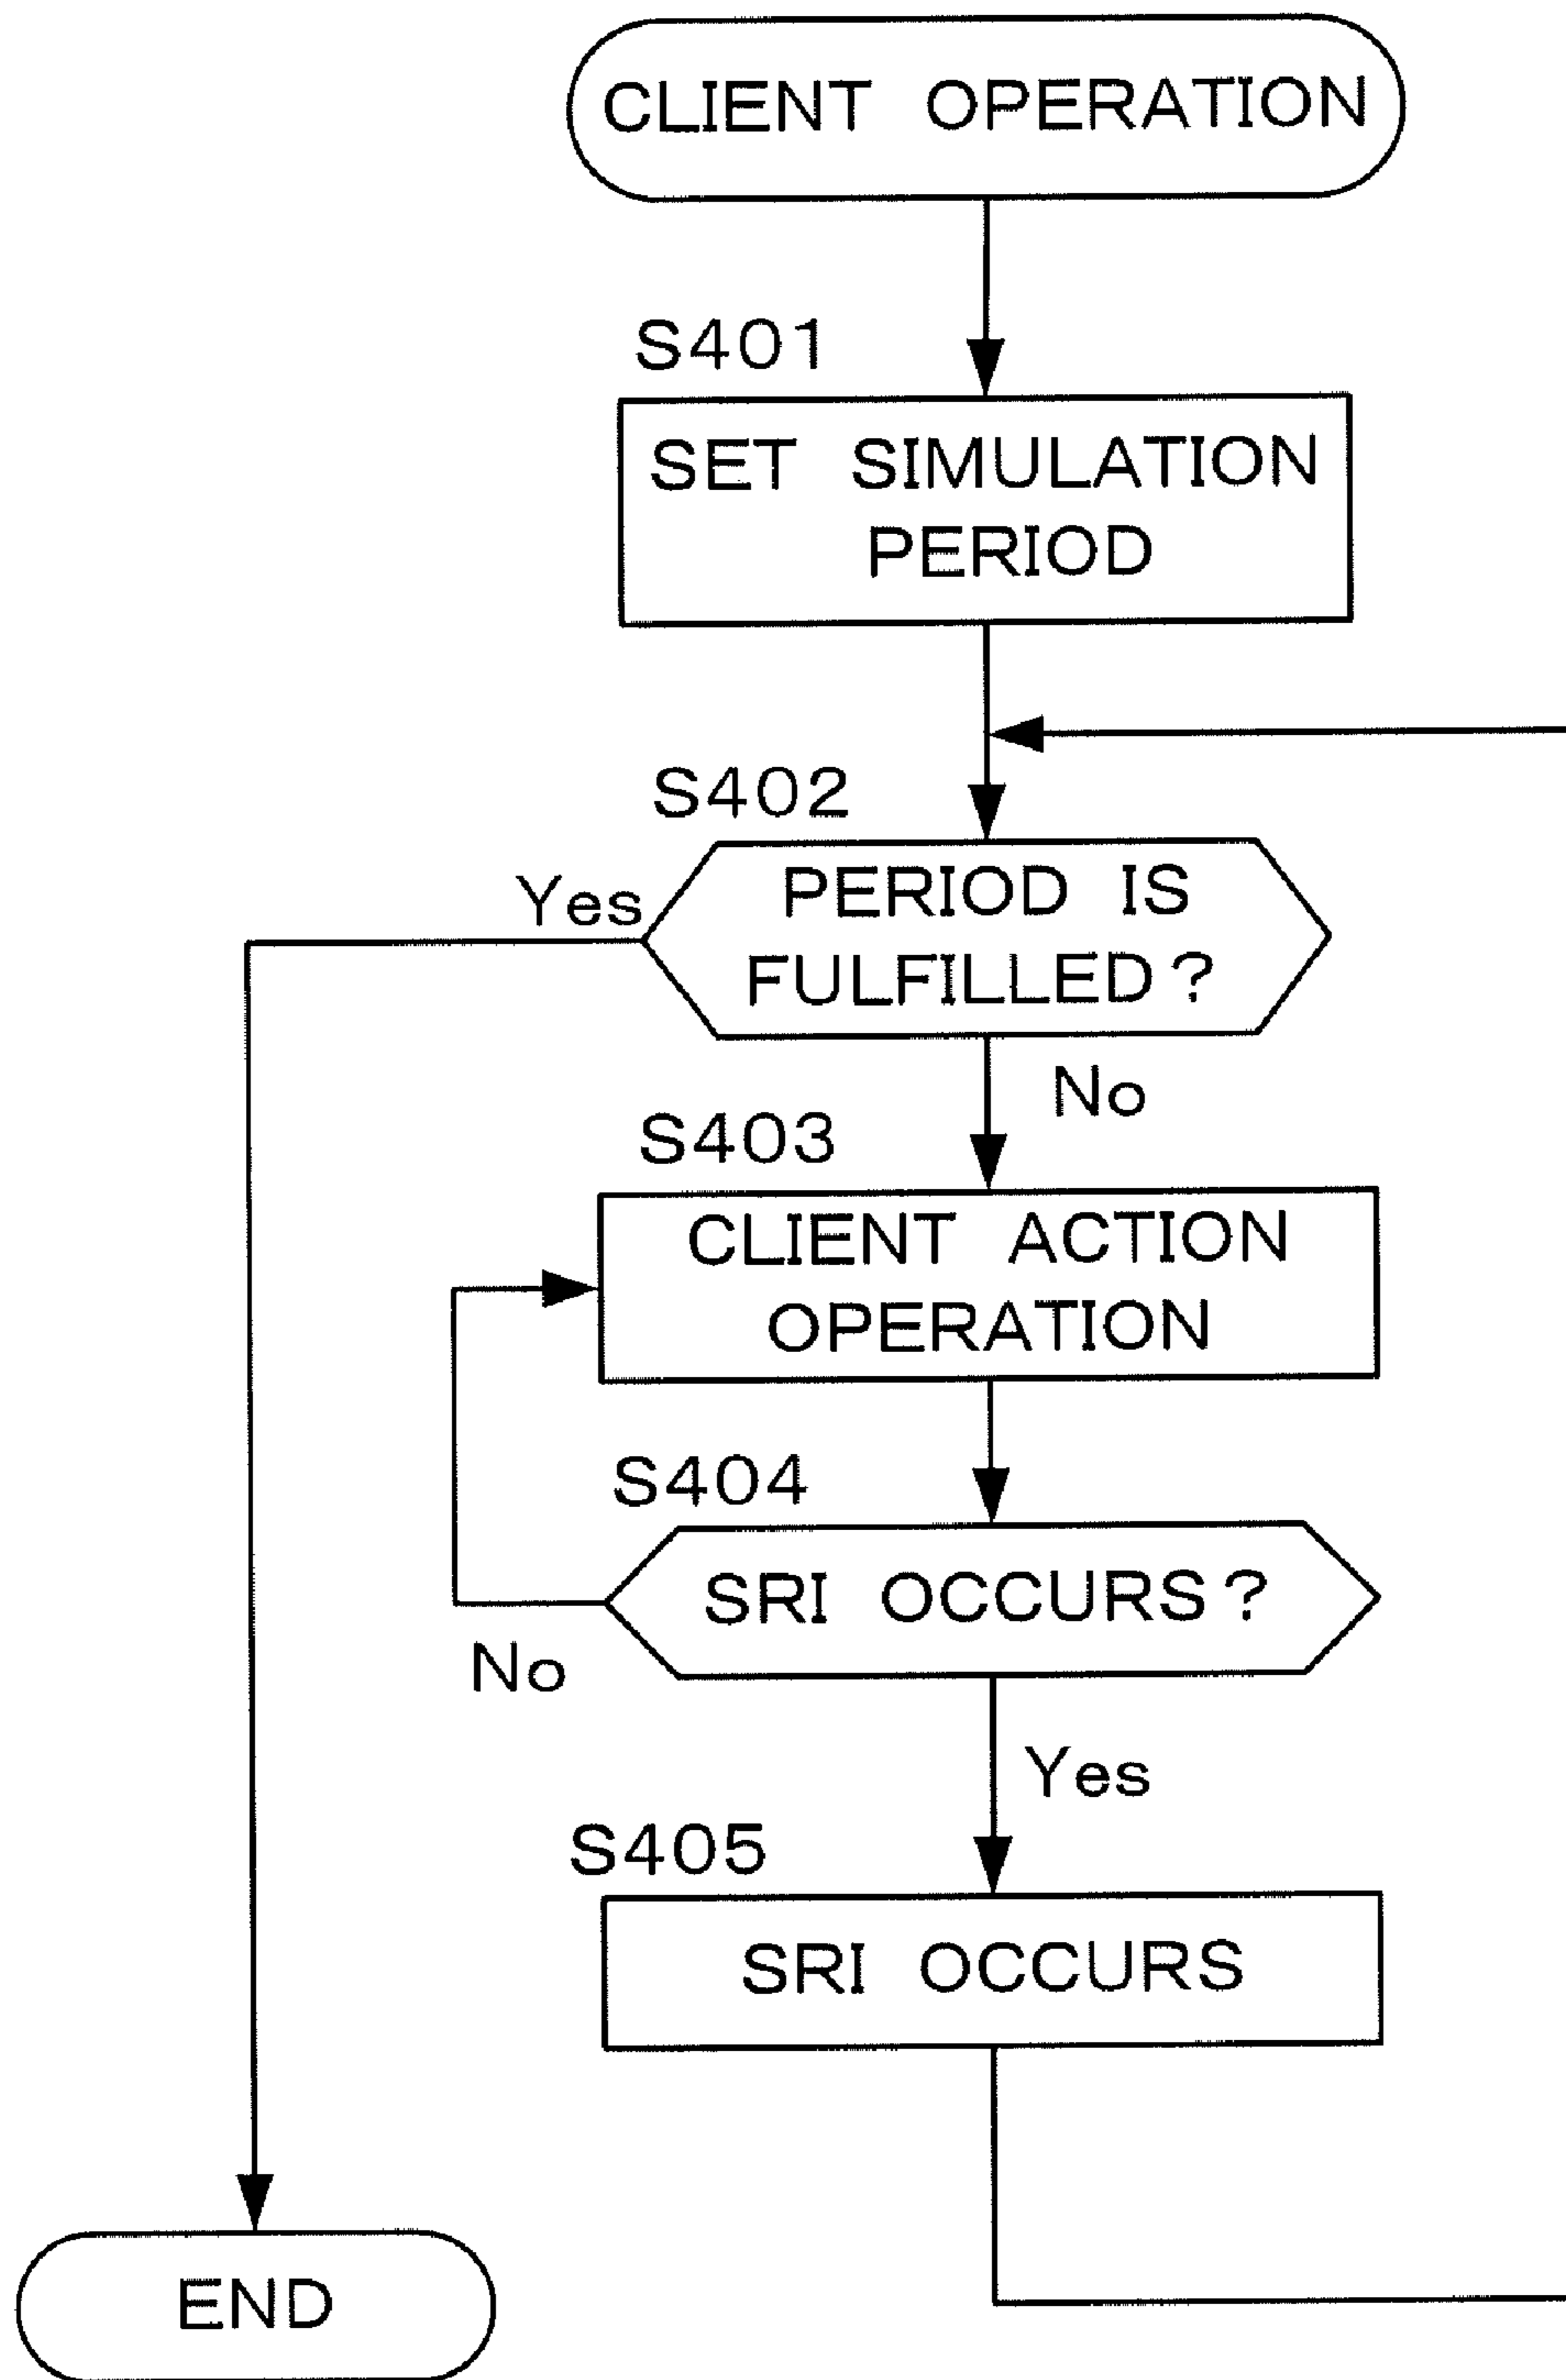 CLIENT OPERATION
S401
SET SIMULATION
PERIOD
S402
PERIOD IS
FULFILLED?
Yes
No
S403
CLIENT ACTION
OPERATION
S404
SRI OCCURS?
No
Yes
S405
SRI OCCURS
END